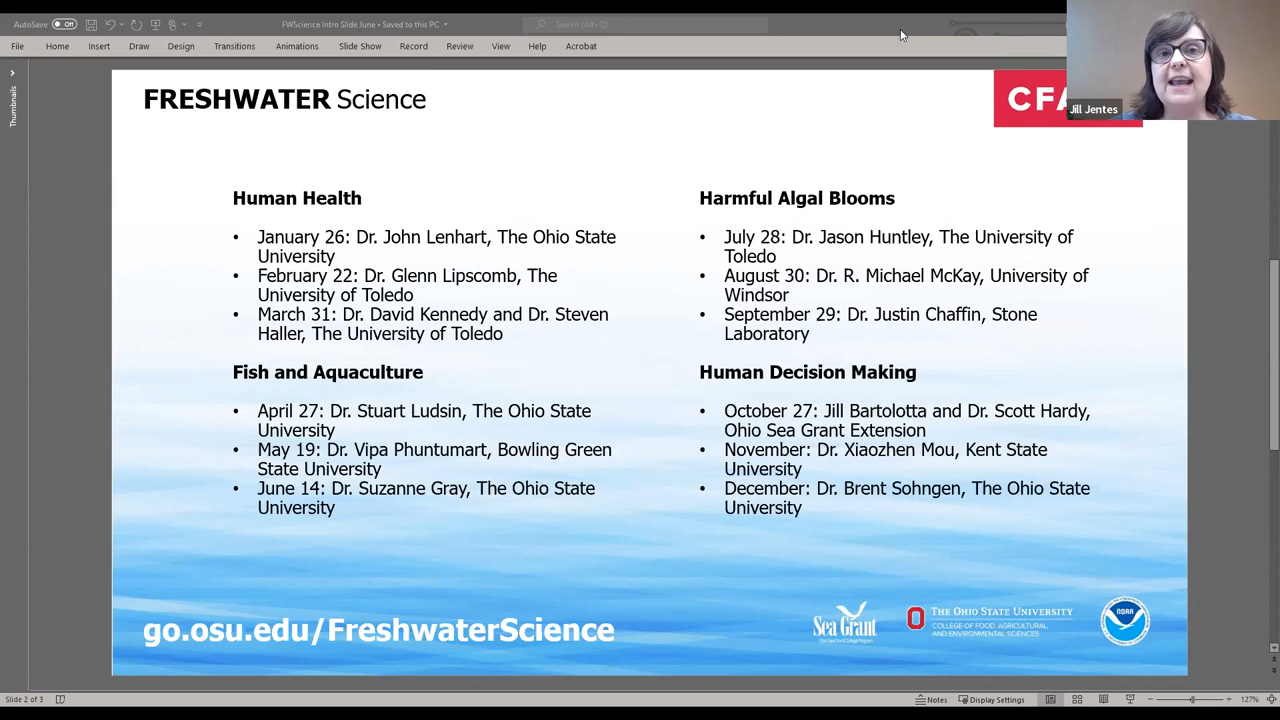 AutoSave
Off
FWScience Intro Slide June • Saved to this PC
Search (Alt+Q)
File
Home
Insert
Draw
Design
Transitions
Animations
Slide Show
Record
Review
View
Help
Acrobat
Thumbnails
Jill Jentes
FRESHWATER Science
CFA
Human Health
• January 26: Dr. John Lenhart, The Ohio State
University
• February 22: Dr. Glenn Lipscomb, The
University of Toledo
• March 31: Dr. David Kennedy and Dr. Steven
Haller, The University of Toledo
Fish and Aquaculture
• April 27: Dr. Stuart Ludsin, The Ohio State
University
• May 19: Dr. Vipa Phuntumart, Bowling Green
State University
• June 14: Dr. Suzanne Gray, The Ohio State
University
Harmful Algal Blooms
• July 28: Dr. Jason Huntley, The University of
Toledo
• August 30: Dr. R. Michael McKay, University of
Windsor
• September 29: Dr. Justin Chaffin, Stone
Laboratory
Human Decision Making
• October 27: Jill Bartolotta and Dr. Scott Hardy,
Ohio Sea Grant Extension
• November: Dr. Xiaozhen Mou, Kent State
University
• December: Dr. Brent Sohngen, The Ohio State
University
go.osu.edu/FreshwaterScience
Sea Grant
THE OHIO STATE UNIVERSITY
COLLEGE OF FOOD, AGRICULTURAL,
AND ENVIRONMENTAL SCIENCES
NOAA
Slide 2 of 3
Notes
Display Settings
127%